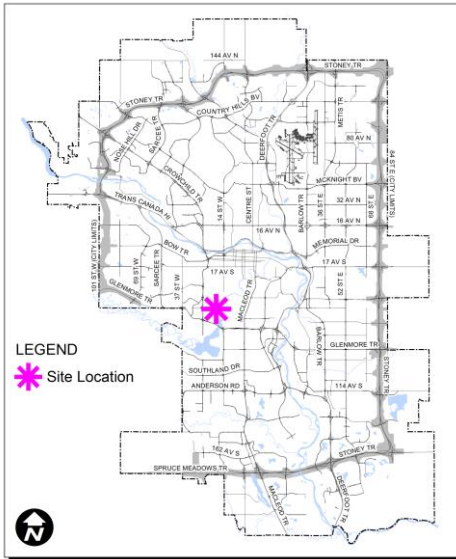 144 AV N
STONEY TR
STONEY TR
COUNTRY HILLS BV
METIS TR
NOSE HILL DR
SARCEE TR
DEERFOOT TR
80 AV N
84 ST E (CITY LIMITS)
CROWCHILD TR
MCKNIGHT BV
TRANS CANADA HI
14 ST W
CENTRE ST
BARLOW TR
36 ST E
32 AV N
68 ST E
16 AV N
16 AV N
101 ST W (CITY LIMITS)
BOW TR
MEMORIAL DR
SARCEE TR
69 ST W
37 ST W
17 AV S
17 AV S
52 ST E
GLENMORE TR
MACLEOD TR
BARLOW TR
GLENMORE TR
STONEY TR
LEGEND
Site Location
SOUTHLAND DR
ANDERSON RD
114 AV S
162 AV S
STONEY TR
SPRUCE MEADOWS TR
MACLEOD TR
DEERFOOT TR
N